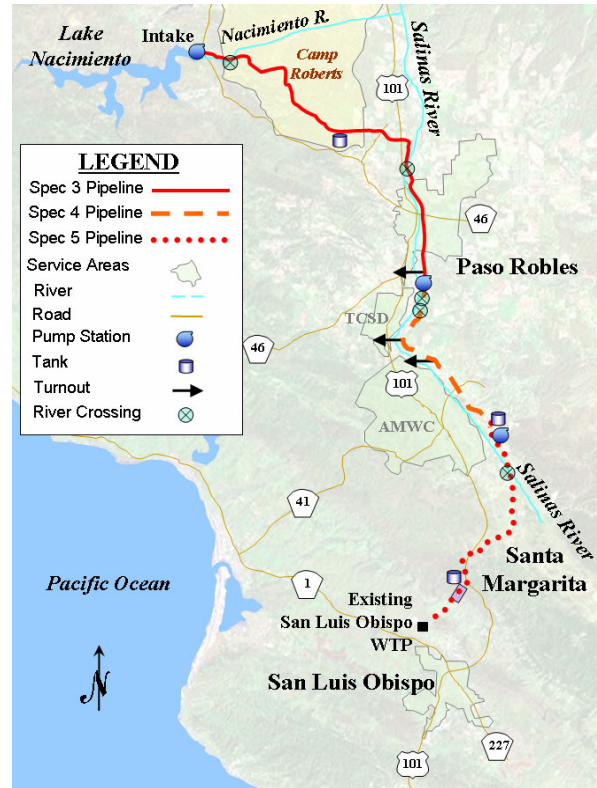 Lake
Nacimiento
Intake
Nacimiento R.
Camp
Roberts
101
Salinas River
LEGEND
Spec 3 Pipeline
Spec 4 Pipeline
Spec 5 Pipeline
Service Areas
River
Road
Pump Station
Tank
Turnout
River Crossing
46
Paso Robles
TCSD
46
101
AMWC
Salinas River
41
Santa
Margarita
Pacific Ocean
1
Existing
San Luis Obispo
WTP
N
San Luis Obispo
227
101